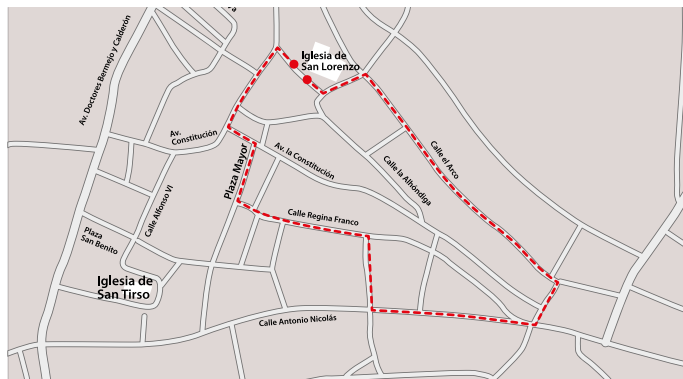 Av. Doctores Bermejo y Calderón
Iglesia de
San Lorenzo
Av.
Constitución
Av. la Constitución
Calle el Arco
Calle la Alhóndiga
Plaza Mayor
Calle Alfonso VI
Calle Regina Franco
Plaza
San Benito
Iglesia de
San Tirso
Calle Antonio Nicolás